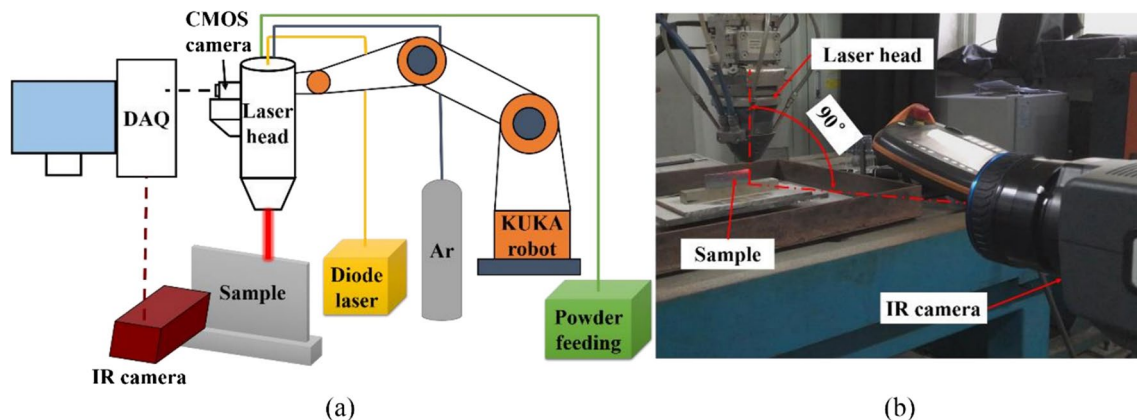 CMOS
camera
DAQ
Laser
head
KUKA
robot
Ar
Diode
laser
Sample
Powder
feeding
IR camera
(a)
Laser head
90°
Sample
IR camera
(b)